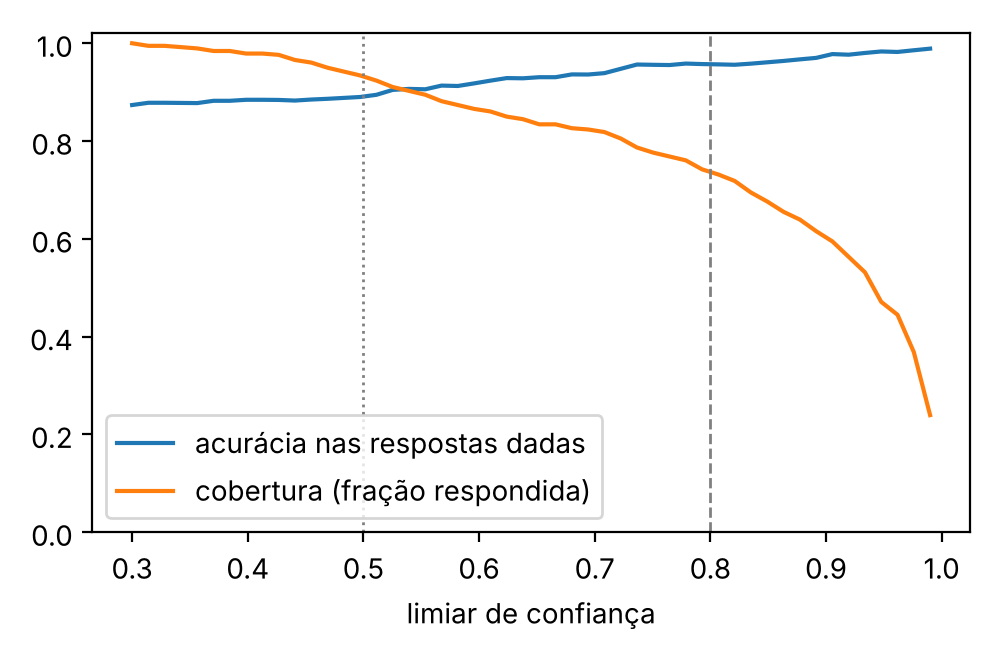 1.0
0.8
0.6
0.4
0.2
0.0
acurácia nas respostas dadas
cobertura (fração respondida)
0.3 0.4 0.5 0.6 0.7 0.8 0.9 1.0
limiar de confiança